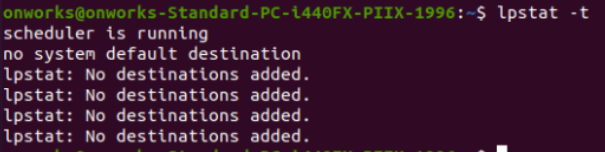 onworks@onworks-Standard-PC-i440FX-PIIX-1996:~$ lpstat -t
scheduler is running
no system default destination
lpstat: No destinations added.
lpstat: No destinations added.
lpstat: No destinations added.
lpstat: No destinations added.